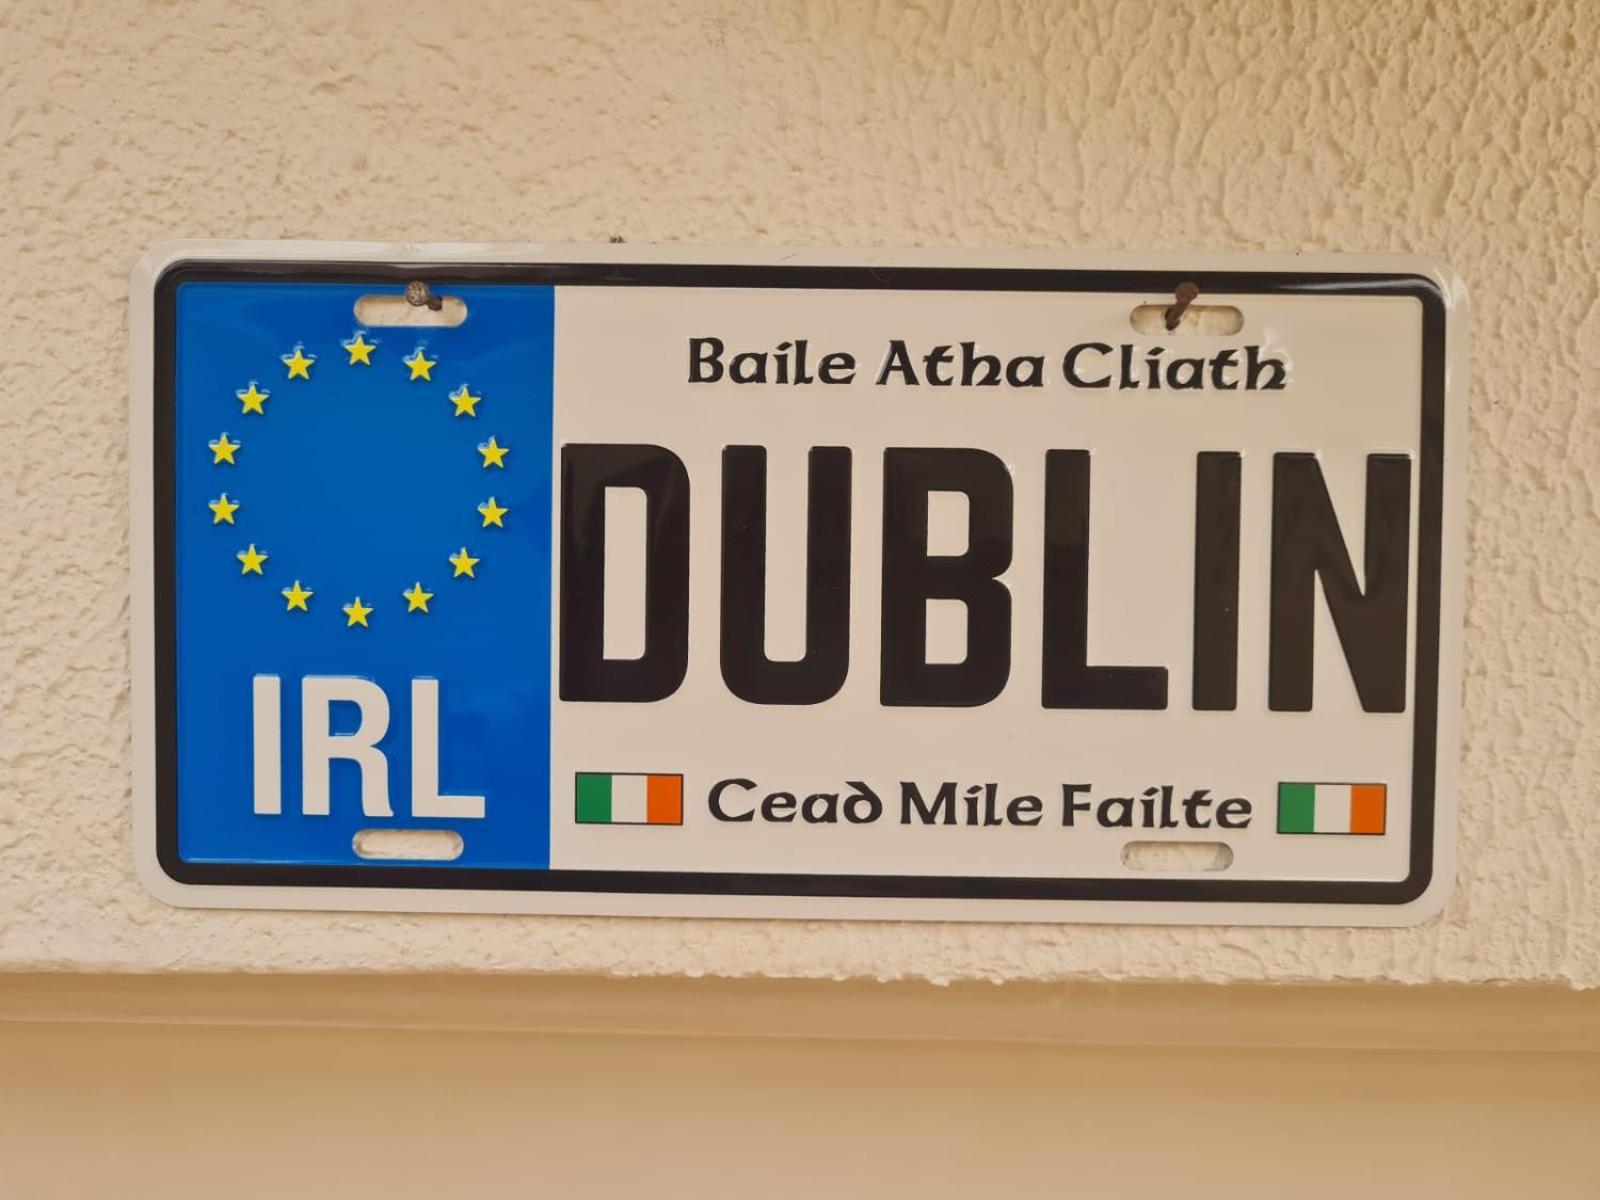 Baile Atha Cliath
DUBLIN
IRL
Cead Mile Failte